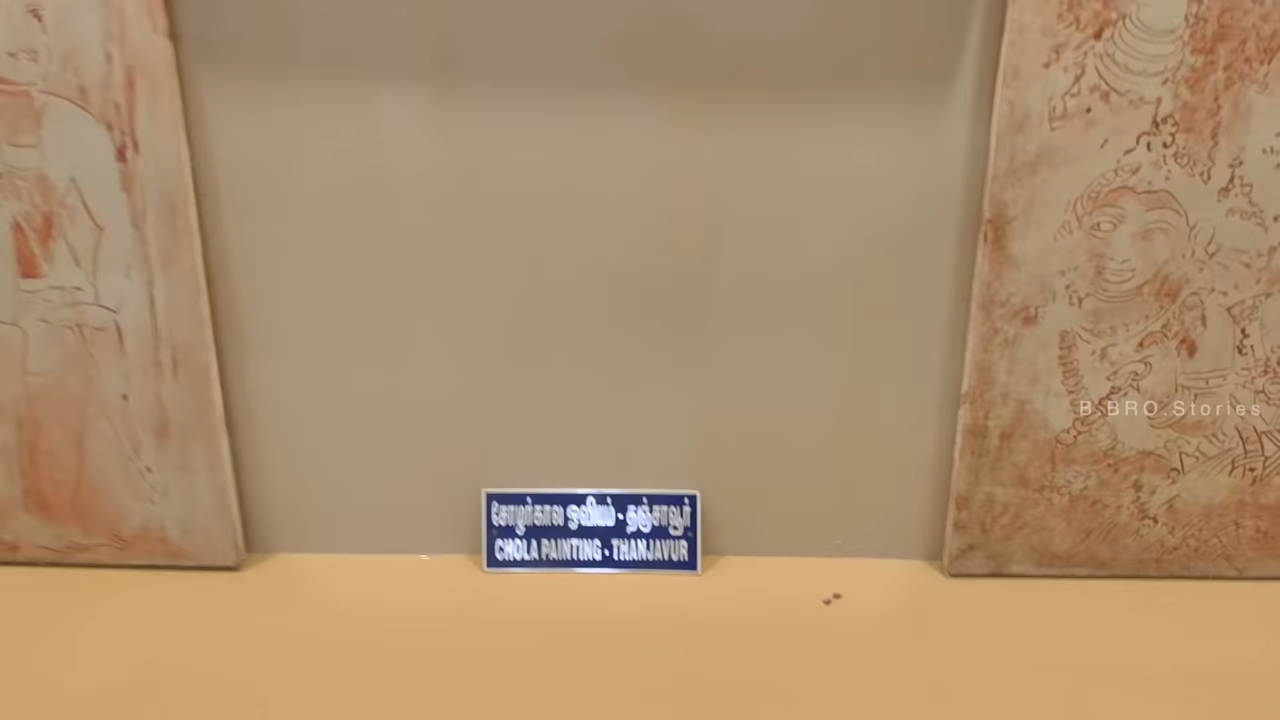 சோழர்கால ஓவியம் - தஞ்சாவூர்
CHOLA PAINTING - THANJAVUR
B BRO.Stories